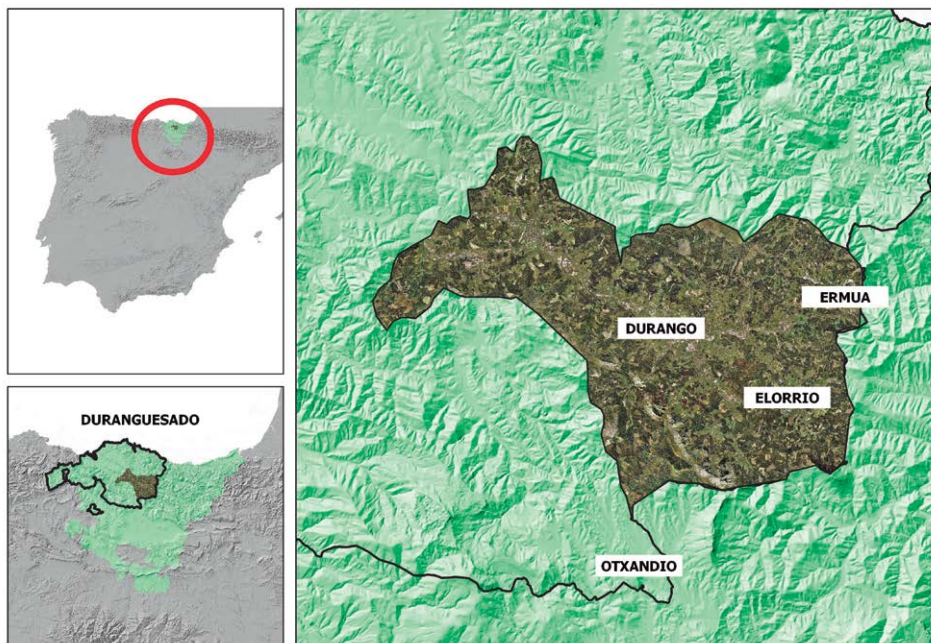 DURANGUESADO
ERMUA
DURANGO
ELORRIO
OTXANDIO